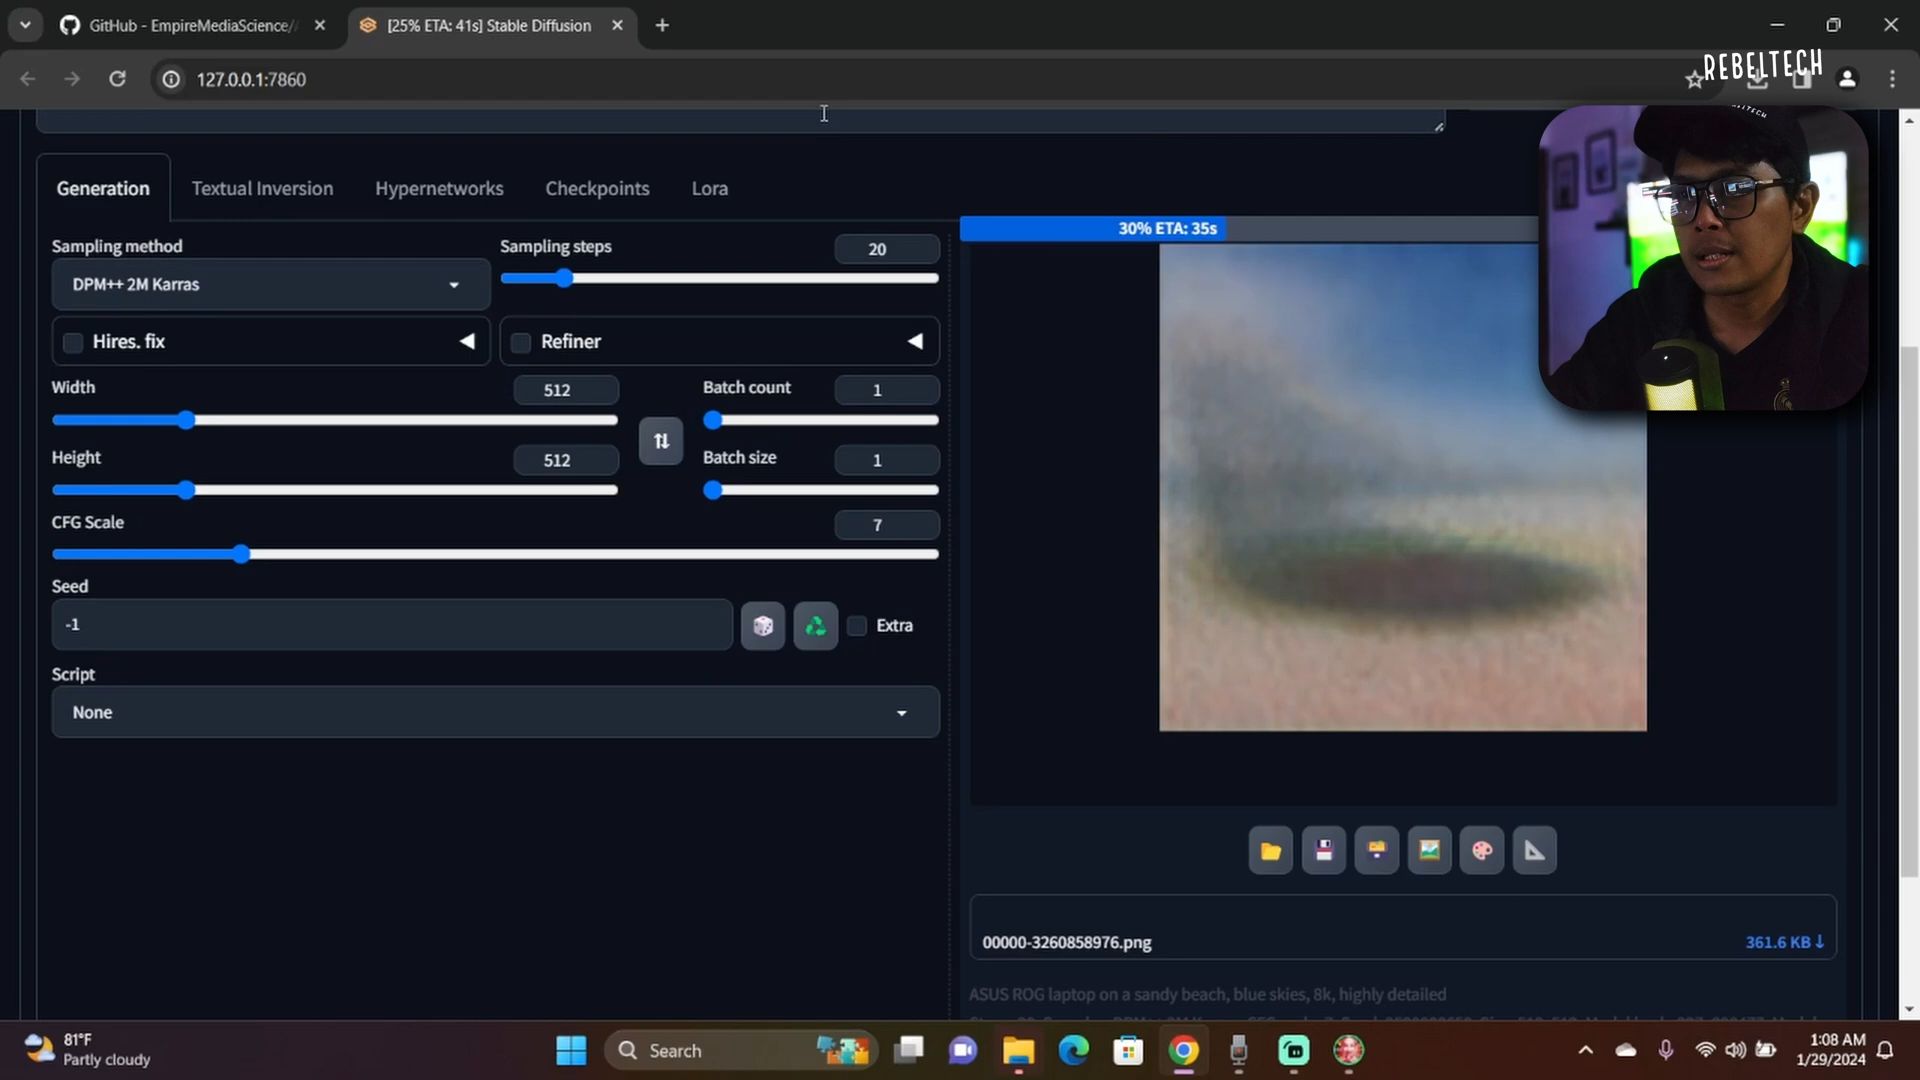 GitHub - EmpireMediaScience/
[25% ETA: 41s] Stable Diffusion
127.0.0.1:7860
REBELTECH
Generation
Textual Inversion
Hypernetworks
Checkpoints
Lora
Sampling method
Sampling steps
20
DPM++ 2M Karras
30% ETA: 35s
Hires. fix
Refiner
Width
512
Batch count
1
Height
512
Batch size
1
CFG Scale
7
Seed
-1
Extra
Script
None
00000-3260858976.png
361.6 KB ↓
ASUS ROG laptop on a sandy beach, blue skies, 8k, highly detailed
81°F
Partly cloudy
Search
1:08 AM
1/29/2024